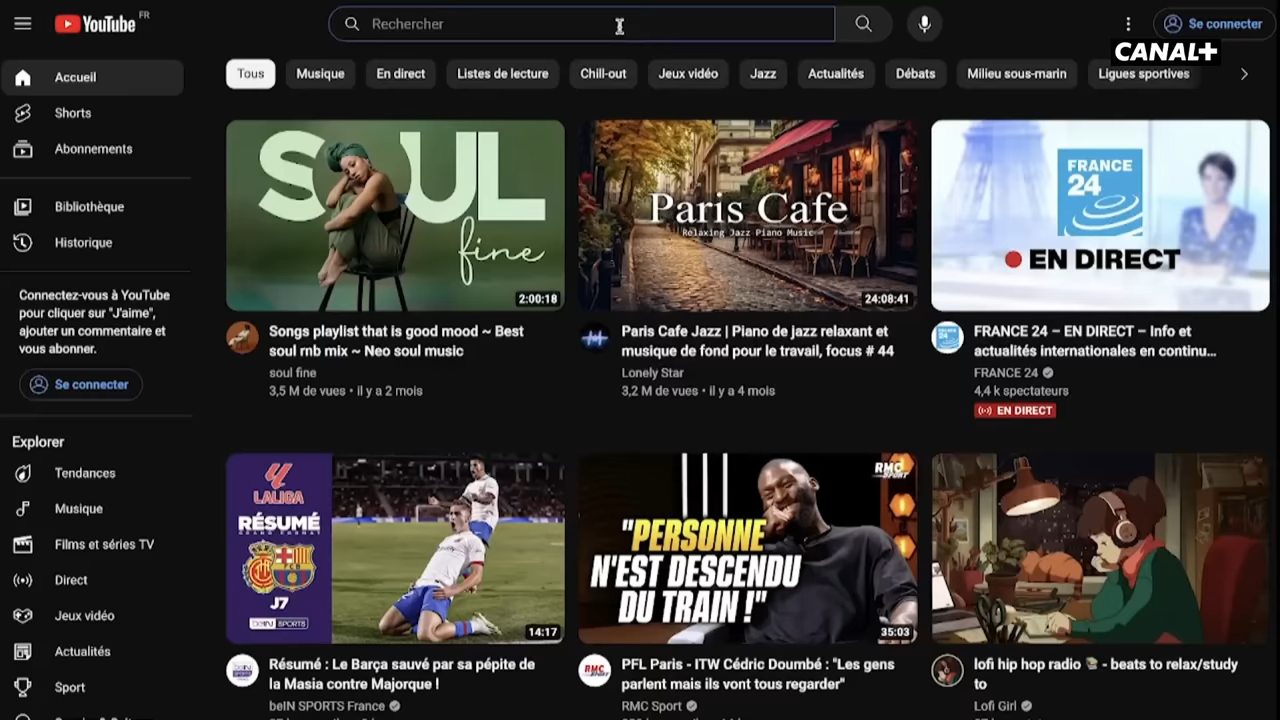 YouTube FR
Rechercher
Se connecter
CANAL+
Tous
Musique
En direct
Listes de lecture
Chill-out
Jeux vidéo
Jazz
Actualités
Débats
Milieu sous-marin
Ligues sportives
Accueil
Shorts
Abonnements
Bibliothèque
Historique
Connectez-vous à YouTube
pour cliquer sur "J'aime",
ajouter un commentaire et
vous abonner.
Se connecter
Explorer
Tendances
Musique
Films et séries TV
Direct
Jeux vidéo
Actualités
Sport
SOUL
fine
2:00:18
Songs playlist that is good mood ~ Best
soul rnb mix ~ Neo soul music
soul fine
3,5 M de vues • il y a 2 mois
Paris Cafe
Relaxing Jazz Piano Music
24:08:41
Paris Cafe Jazz | Piano de jazz relaxant et
musique de fond pour le travail, focus # 44
Lonely Star
3,2 M de vues • il y a 4 mois
FRANCE
24
EN DIRECT
FRANCE 24 – EN DIRECT – Info et
actualités internationales en continu...
FRANCE 24
4,4 k spectateurs
EN DIRECT
LALIGA
RÉSUMÉ
J7
beIN SPORTS
14:17
Résumé : Le Barça sauvé par sa pépite de
la Masia contre Majorque !
beIN SPORTS France
RMC SPORT
"PERSONNE
N'EST DESCENDU
DU TRAIN !"
35:03
PFL Paris - ITW Cédric Doumbé : "Les gens
parlent mais ils vont tous regarder"
RMC Sport
lofi hip hop radio 📚 - beats to relax/study
to
Lofi Girl